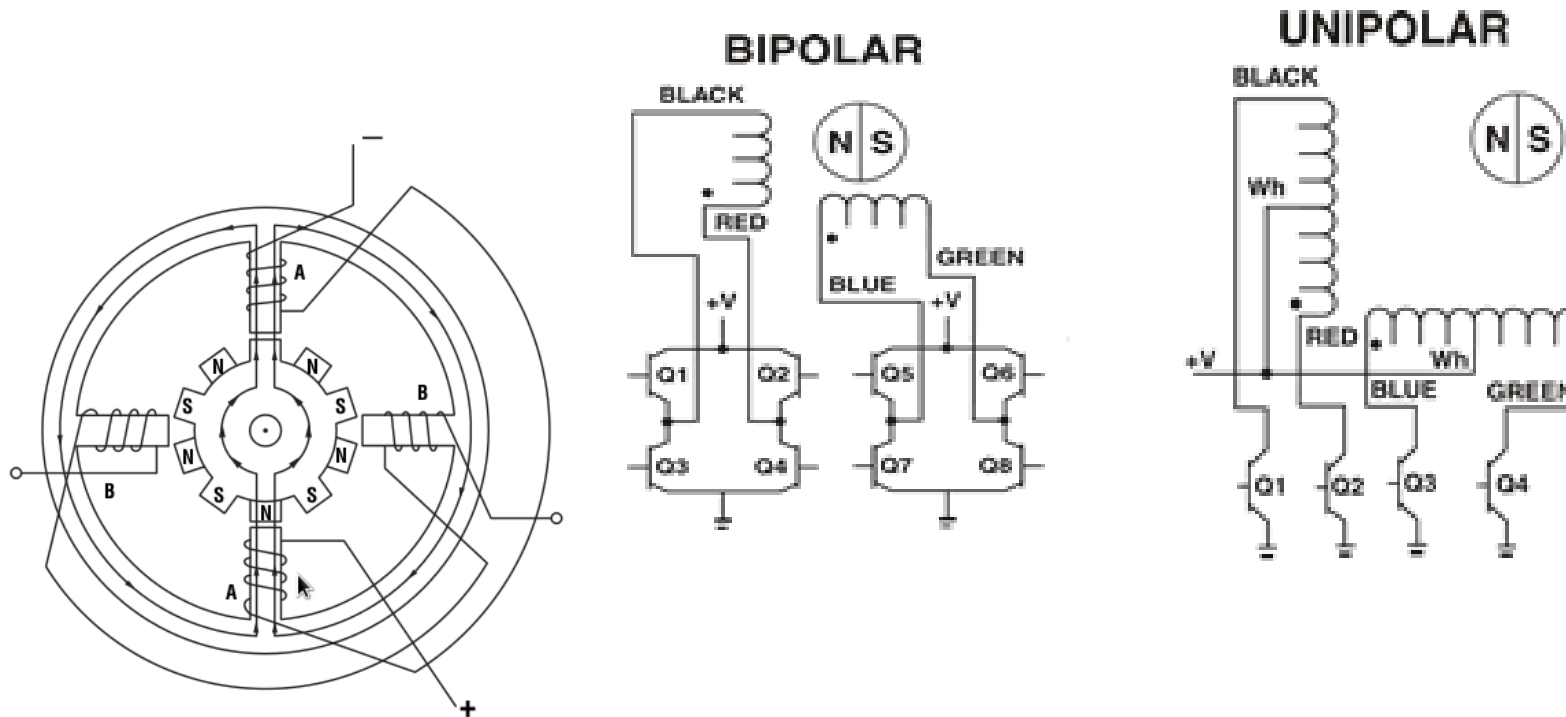 −
A
N
N
S
S
B
N
N
B
S
S
N
A
+
BIPOLAR
BLACK
N S
RED
GREEN
BLUE
+V
+V
Q1
Q2
Q5
Q6
Q3
Q4
Q7
Q8
UNIPOLAR
BLACK
N S
Wh
RED
+V
Wh
BLUE
GREEN
Q1
Q2
Q3
Q4